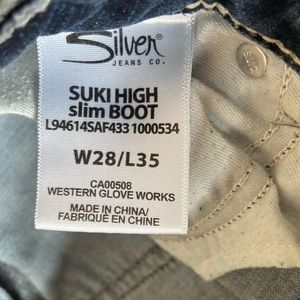 Silver®
JEANS CO.
SUKI HIGH
slim BOOT
L94614SAF433 1000534
W28/L35
CA00508
WESTERN GLOVE WORKS
MADE IN CHINA/
FABRIQUÉ EN CHINE